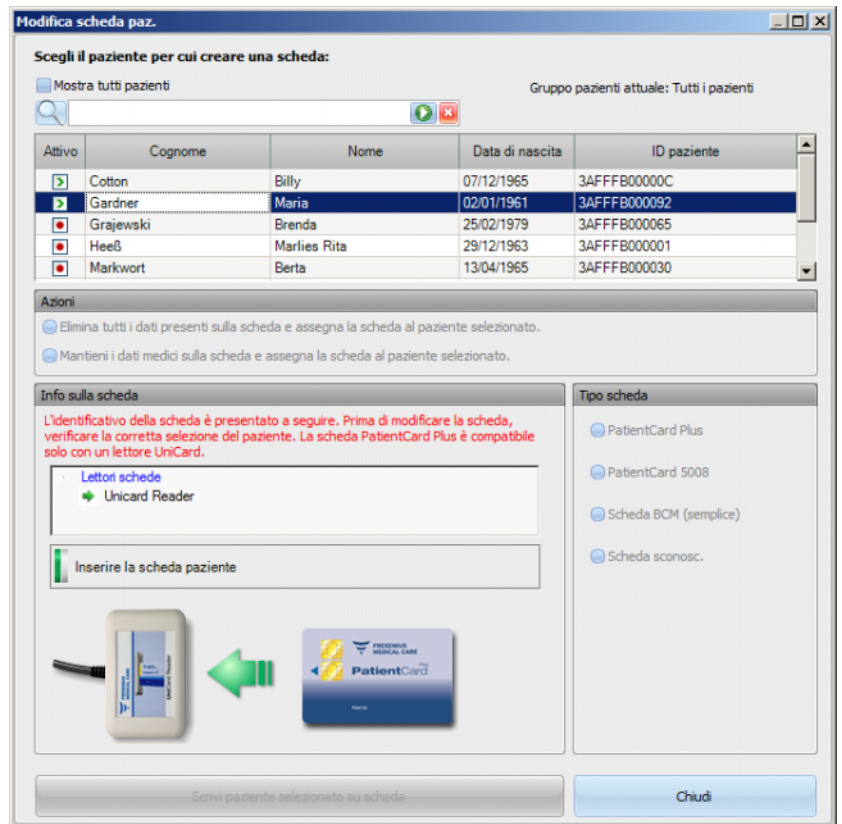 Modifica scheda paz.
Scegli il paziente per cui creare una scheda:
Mostra tutti pazienti
Gruppo pazienti attuale: Tutti i pazienti
Attivo Cognome Nome Data di nascita ID paziente
Cotton Billy 07/12/1965 3AFFFB00000C
Gardner Maria 02/01/1961 3AFFFB000092
Grajewski Brenda 25/02/1979 3AFFFB000065
Heeß Marlies Rita 29/12/1963 3AFFFB000001
Markwort Berta 13/04/1965 3AFFFB000030
Azioni
Elimina tutti i dati presenti sulla scheda e assegna la scheda al paziente selezionato.
Mantieni i dati medici sulla scheda e assegna la scheda al paziente selezionato.
Info sulla scheda
L'identificativo della scheda è presentato a seguire. Prima di modificare la scheda,
verificare la corretta selezione del paziente. La scheda PatientCard Plus è compatibile
solo con un lettore UniCard.
Lettori schede
Unicard Reader
Inserire la scheda paziente
FRESENIUS
MEDICAL CARE
UniCard Reader
FRESENIUS
MEDICAL CARE
PatientCard Plus
Name
Tipo scheda
PatientCard Plus
PatientCard 5008
Scheda BCM (semplice)
Scheda sconosc.
Scrivi paziente selezionato su scheda
Chiudi